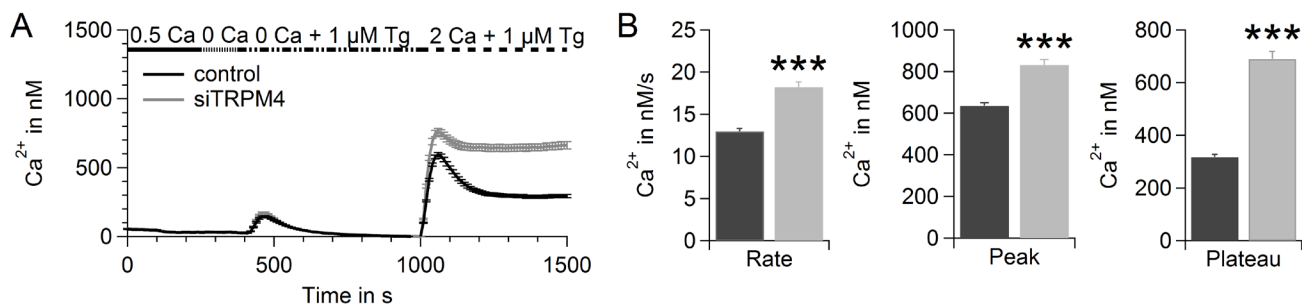 A
0.5 Ca 0 Ca 0 Ca + 1 µM Tg 2 Ca + 1 µM Tg
control
siTRPM4
Ca2+ in nM
1500
1000
500
0
0 500 1000 1500
Time in s
B
Ca2+ in nM/s
25
20
15
10
5
0
***
Rate
Ca2+ in nM
1000
800
600
400
200
0
***
Peak
Ca2+ in nM
800
600
400
200
0
***
Plateau